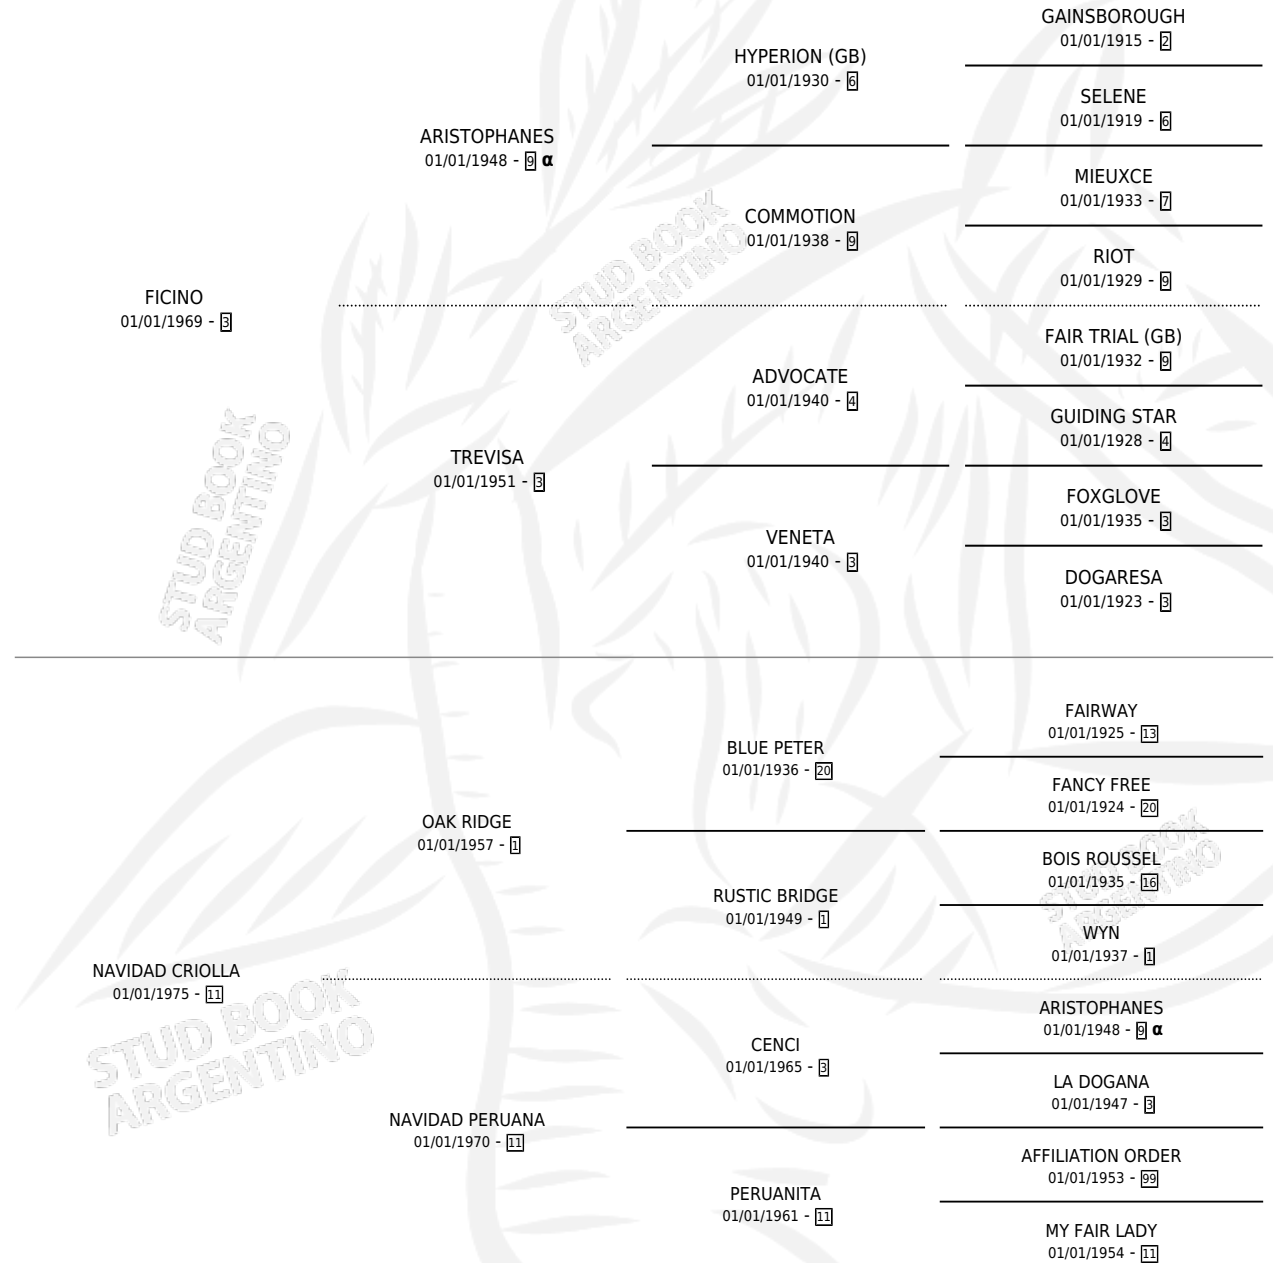 GAINSBOROUGH
01/01/1915 - 2
HYPERION (GB)
01/01/1930 - 6
SELENE
01/01/1919 - 6
ARISTOPHANES
01/01/1948 - 9 α
MIEUXCE
01/01/1933 - 7
COMMOTION
01/01/1938 - 9
RIOT
01/01/1929 - 9
FICINO
01/01/1969 - 3
FAIR TRIAL (GB)
01/01/1932 - 9
ADVOCATE
01/01/1940 - 4
GUIDING STAR
01/01/1928 - 4
TREVISA
01/01/1951 - 3
FOXGLOVE
01/01/1935 - 3
VENETA
01/01/1940 - 3
DOGARESA
01/01/1923 - 3
FAIRWAY
01/01/1925 - 13
BLUE PETER
01/01/1936 - 20
FANCY FREE
01/01/1924 - 20
OAK RIDGE
01/01/1957 - 1
BOIS ROUSSEL
01/01/1935 - 16
RUSTIC BRIDGE
01/01/1949 - 1
WYN
01/01/1937 - 1
NAVIDAD CRIOLLA
01/01/1975 - 11
ARISTOPHANES
01/01/1948 - 9 α
CENCI
01/01/1965 - 3
LA DOGANA
01/01/1947 - 3
NAVIDAD PERUANA
01/01/1970 - 11
AFFILIATION ORDER
01/01/1953 - 99
PERUANITA
01/01/1961 - 11
MY FAIR LADY
01/01/1954 - 11
STUD BOOK
ARGENTINO
STUD BOOK
ARGENTINO
STUD BOOK
ARGENTINO
STUD BOOK
ARGENTINO